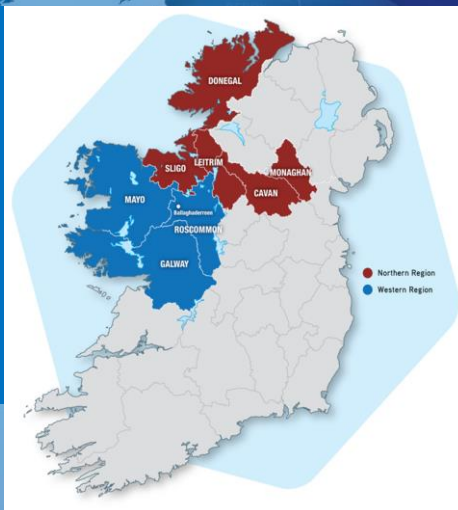 DONEGAL
LEITRIM
SLIGO
MONAGHAN
CAVAN
MAYO
Ballaghaderreen
ROSCOMMON
GALWAY
Northern Region
Western Region